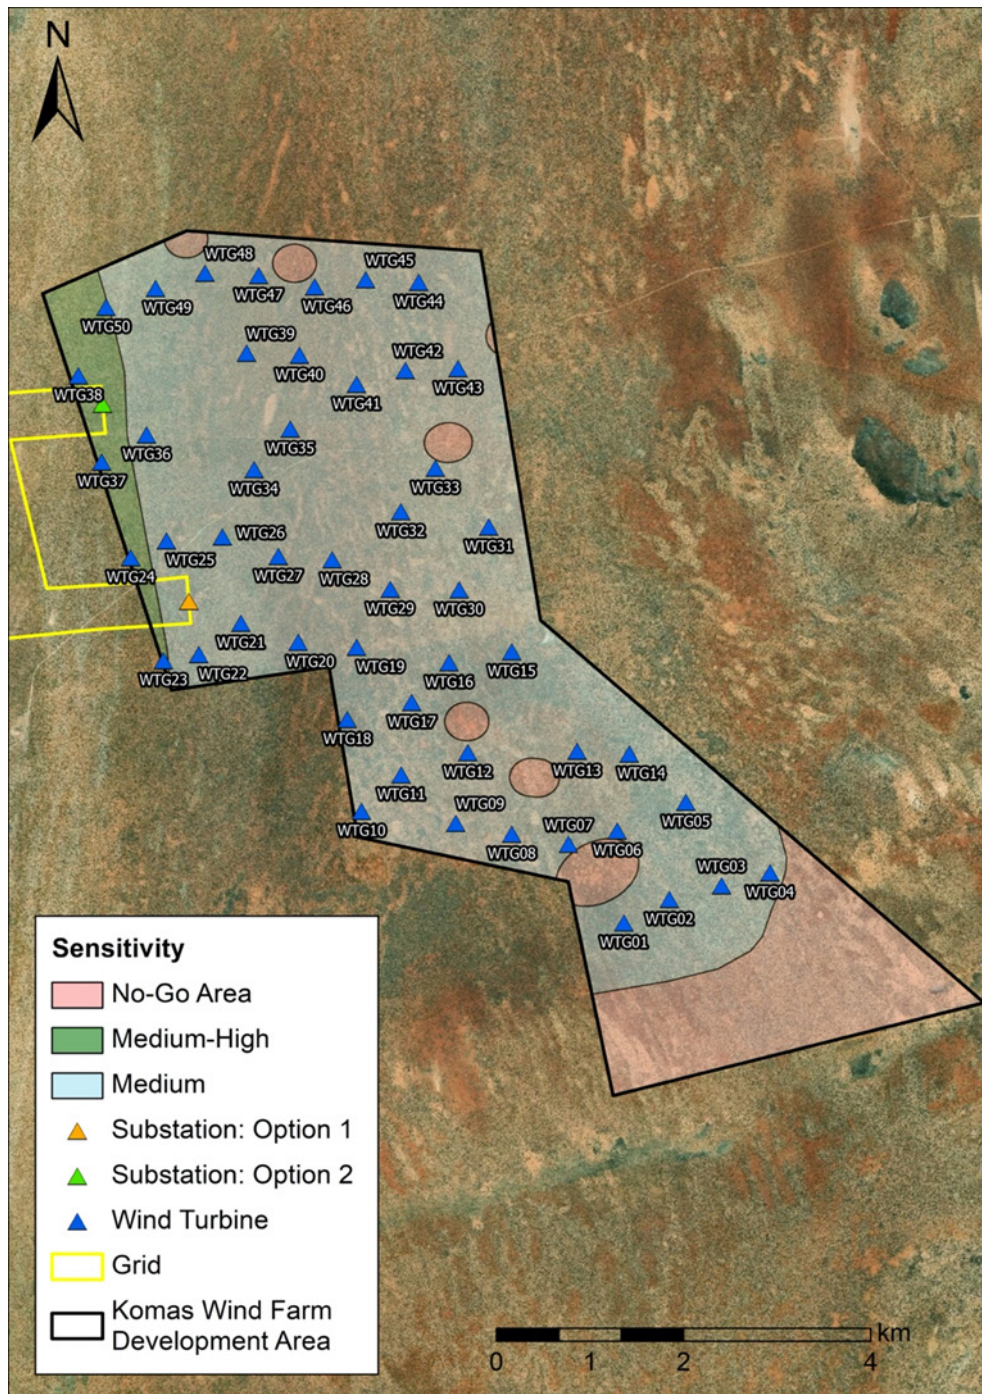 N
WTG48
WTG45
WTG49
WTG47
WTG46
WTG44
WTG50
WTG39
WTG42
WTG40
WTG43
WTG38
WTG41
WTG36
WTG35
WTG37
WTG34
WTG33
WTG32
WTG26
WTG31
WTG25
WTG24
WTG27
WTG28
WTG29
WTG30
WTG21
WTG22
WTG20
WTG19
WTG15
WTG23
WTG16
WTG17
WTG18
WTG12
WTG13
WTG14
WTG11
WTG09
WTG05
WTG10
WTG08
WTG07
WTG06
WTG03
WTG04
WTG02
WTG01
Sensitivity
No-Go Area
Medium-High
Medium
Substation: Option 1
Substation: Option 2
Wind Turbine
Grid
Komas Wind Farm
Development Area
km
0 1 2 4